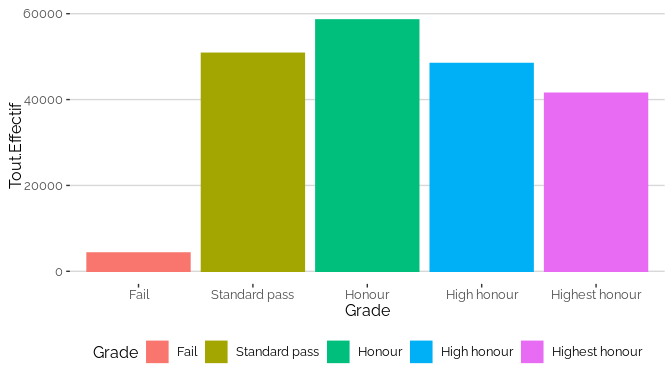 60000
40000
20000
0
Tout.Effectif
Fail Standard pass Honour High honour Highest honour
Grade
Grade Fail Standard pass Honour High honour Highest honour